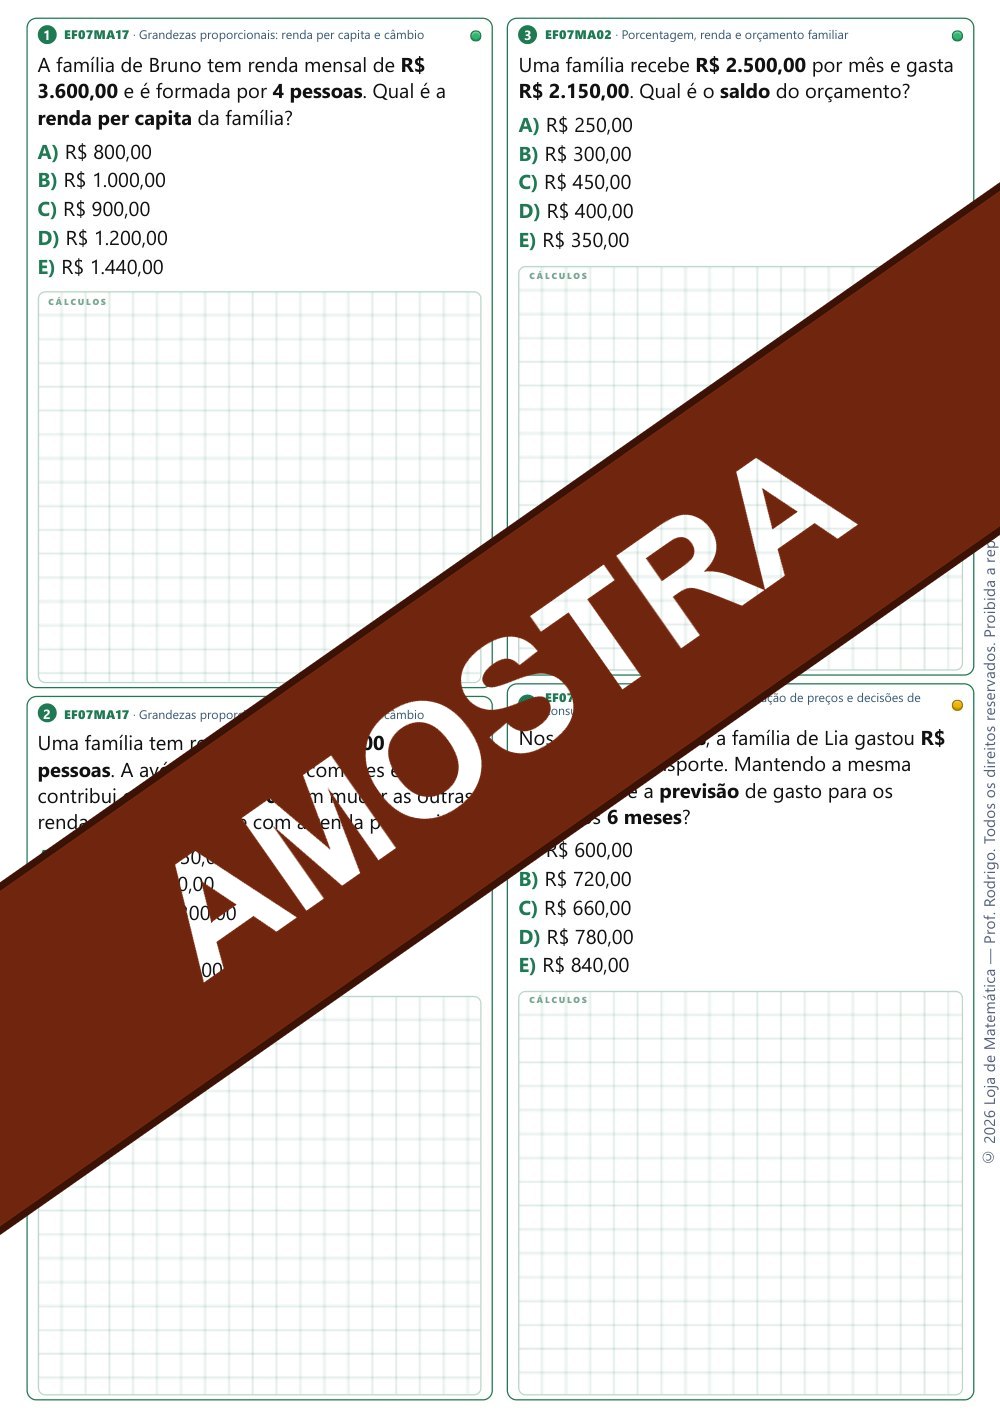 1 EF07MA17 · Grandezas proporcionais: renda per capita e câmbio
A família de Bruno tem renda mensal de R$
3.600,00 e é formada por 4 pessoas. Qual é a
renda per capita da família?
A) R$ 800,00
B) R$ 1.000,00
C) R$ 900,00
D) R$ 1.200,00
E) R$ 1.440,00
CÁLCULOS
2 EF07MA17 · Grandezas câmbio
Uma família tem
pessoas. A
contribui as outras
renda com a
3 EF07MA02 · Porcentagem, renda e orçamento familiar
Uma família recebe R$ 2.500,00 por mês e gasta
R$ 2.150,00. Qual é o saldo do orçamento?
A) R$ 250,00
B) R$ 300,00
C) R$ 450,00
D) R$ 400,00
E) R$ 350,00
CÁLCULOS
de preços e decisões de
a família de Lia gastou R$
Mantendo a mesma
a previsão de gasto para os
6 meses?
R$ 600,00
B) R$ 720,00
C) R$ 660,00
D) R$ 780,00
E) R$ 840,00
CÁLCULOS
AMOSTRA
© 2026 Loja de Matemática — Prof. Rodrigo. Todos os direitos reservados. Proibida a